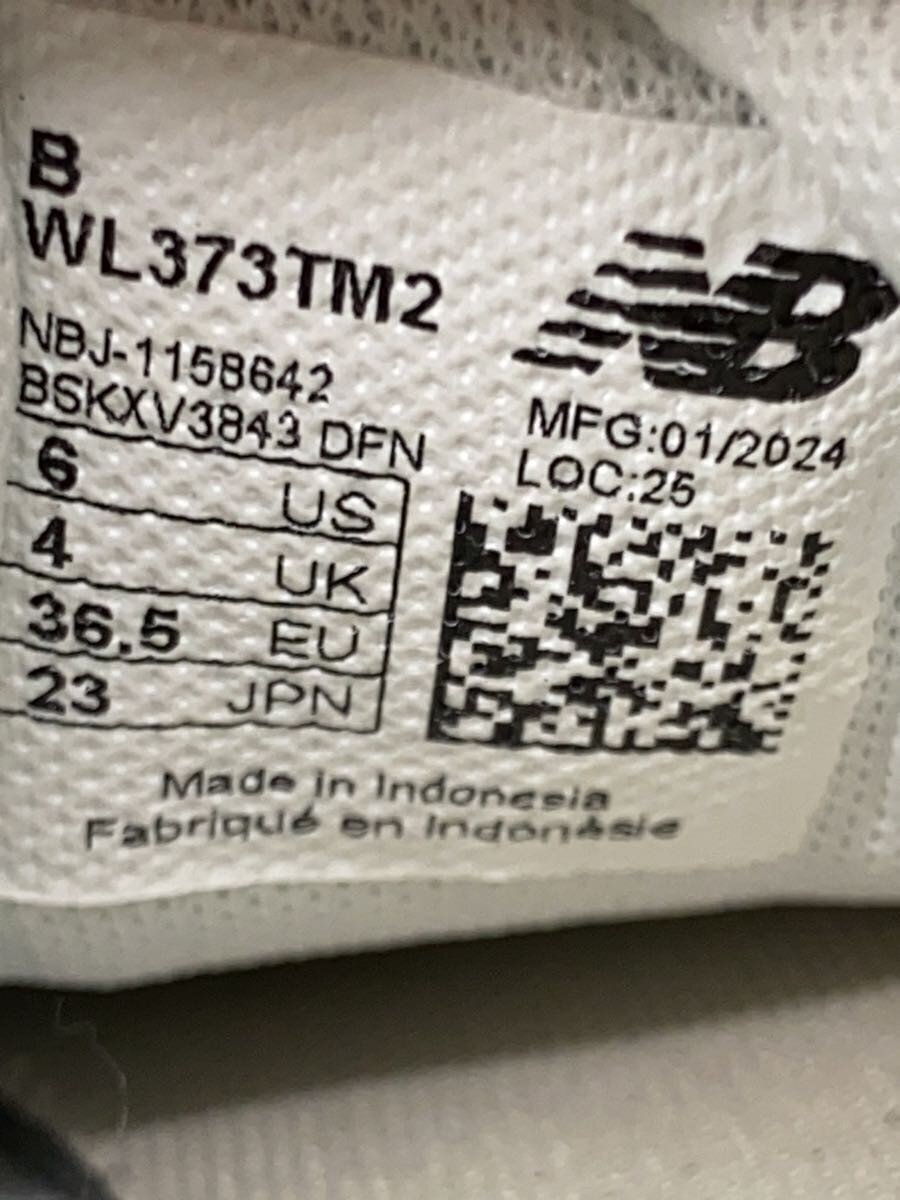 B
WL373TM2
NBJ-1158642
BSKXV3843 DFN
6 US
4 UK
36.5 EU
23 JPN
NB
MFG:01/2024
LOC:25
Made in Indonesia
Fabriqué en Indonésie